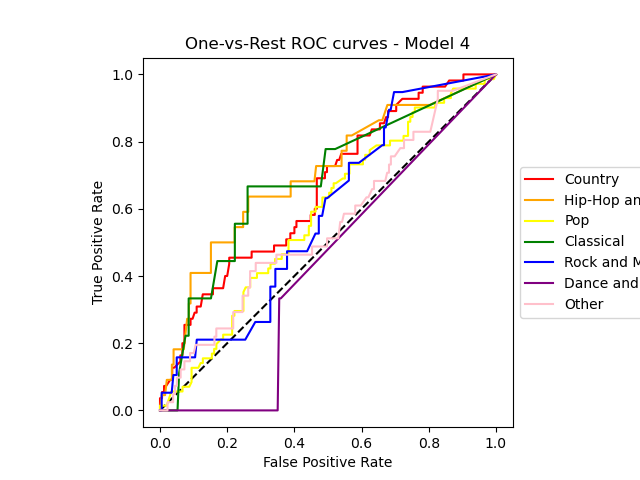 One-vs-Rest ROC curves - Model 4
True Positive Rate
1.0
0.8
0.6
0.4
0.2
0.0
0.0 0.2 0.4 0.6 0.8 1.0
False Positive Rate
Country
Hip-Hop an
Pop
Classical
Rock and M
Dance and
Other